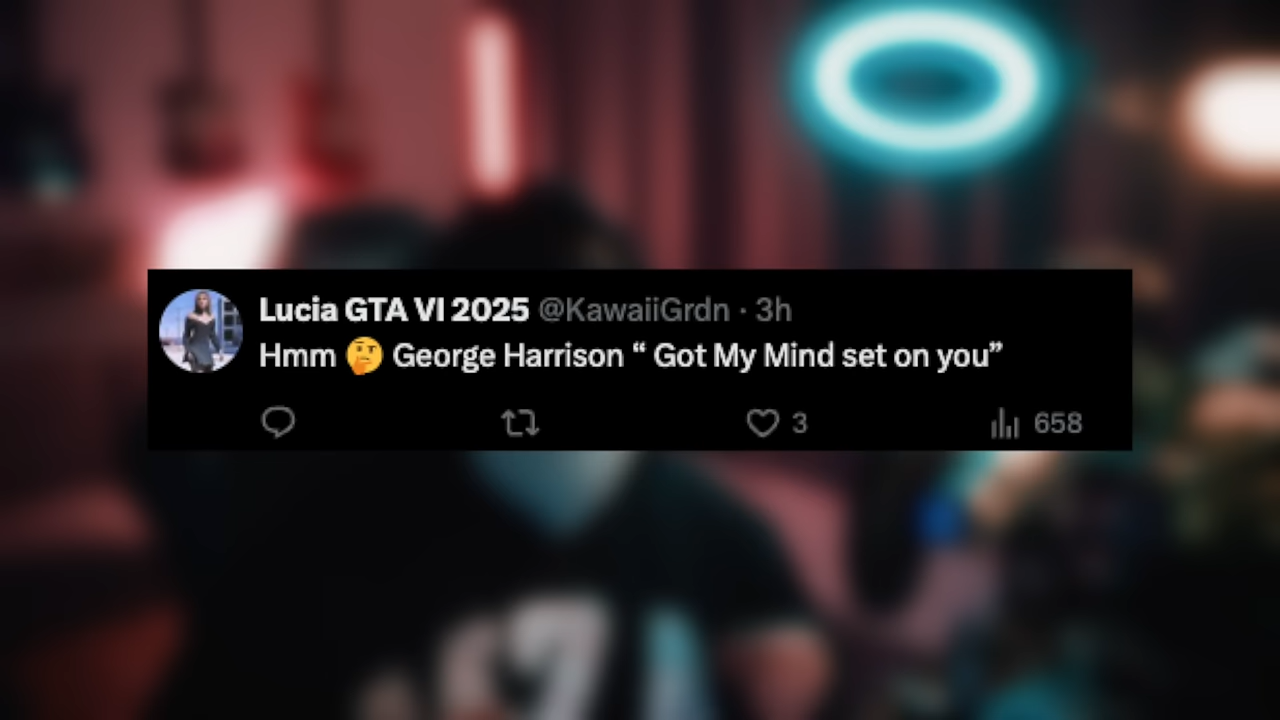 Lucia GTA VI 2025 @KawaiiGrdn · 3h
Hmm 🤔 George Harrison “ Got My Mind set on you”
3 658